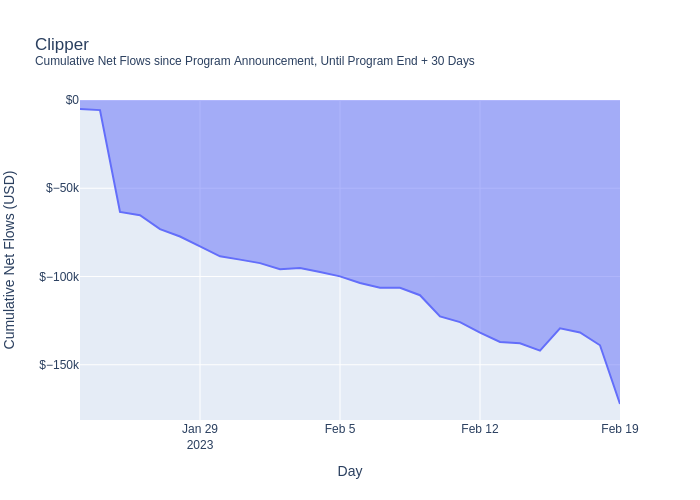 Clipper
Cumulative Net Flows since Program Announcement, Until Program End + 30 Days
Cumulative Net Flows (USD)
$0
$−50k
$−100k
$−150k
Jan 29
2023
Feb 5
Feb 12
Feb 19
Day